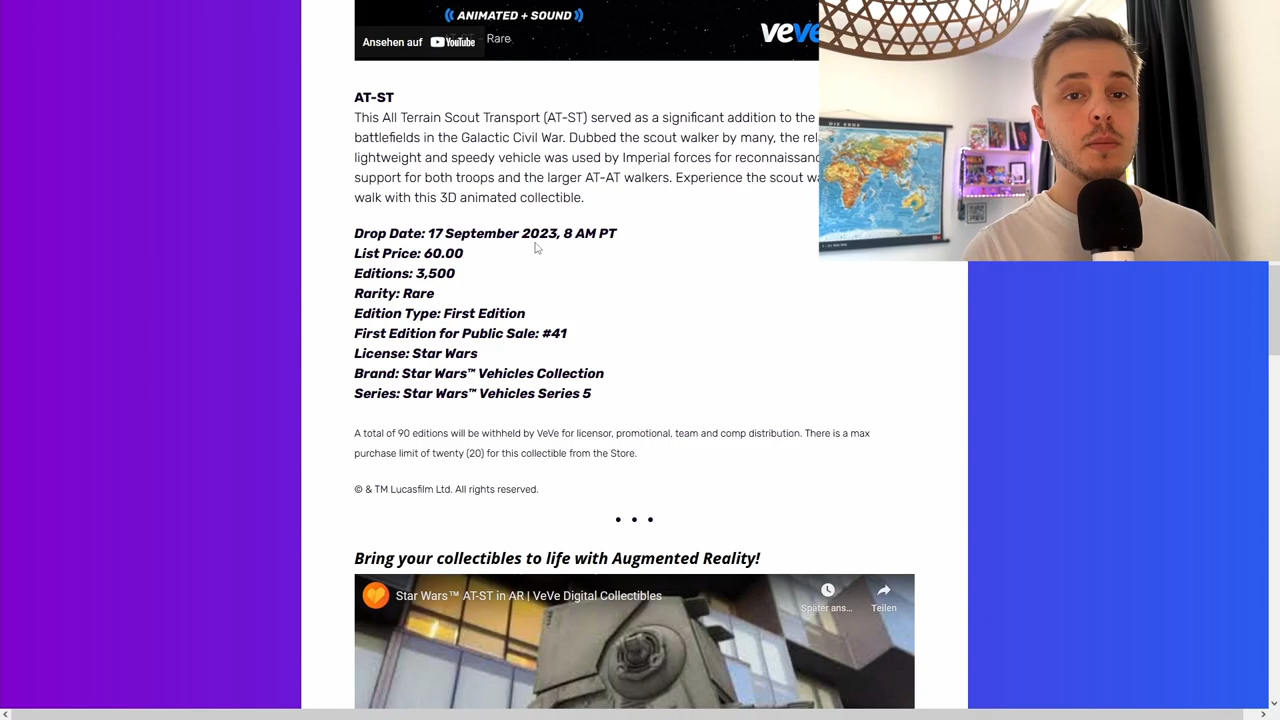 ANIMATED + SOUND
Ansehen auf YouTube
Rare
veve
AT-ST
This All Terrain Scout Transport (AT-ST) served as a significant addition to the
battlefields in the Galactic Civil War. Dubbed the scout walker by many, the
lightweight and speedy vehicle was used by Imperial forces for
support for both troops and the larger AT-AT walkers. Experience the scout
walk with this 3D animated collectible.
Drop Date: 17 September 2023, 8 AM PT
List Price: 60.00
Editions: 3,500
Rarity: Rare
Edition Type: First Edition
First Edition for Public Sale: #41
License: Star Wars
Brand: Star Wars™ Vehicles Collection
Series: Star Wars™ Vehicles Series 5
A total of 90 editions will be withheld by VeVe for licensor, promotional, team and comp distribution. There is a max
purchase limit of twenty (20) for this collectible from the Store.
© & TM Lucasfilm Ltd. All rights reserved.
• • •
Bring your collectibles to life with Augmented Reality!
Star Wars™ AT-ST in AR | VeVe Digital Collectibles
Später ans...
Teilen
DIE ERDE